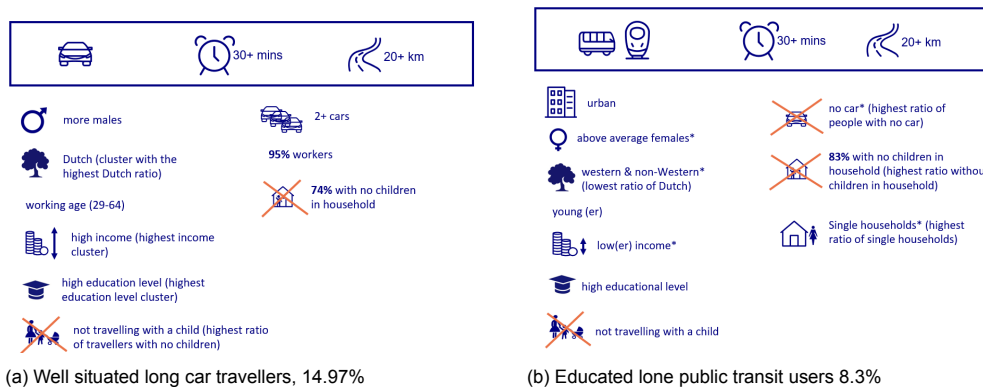 30+ mins
20+ km
more males
Dutch (cluster with the
highest Dutch ratio)
working age (29-64)
high income (highest income
cluster)
high education level (highest
education level cluster)
not travelling with a child (highest ratio
of travellers with no children)
2+ cars
95% workers
74% with no children
in household
(a) Well situated long car travellers, 14.97%
30+ mins
20+ km
urban
above average females*
western & non-Western*
(lowest ratio of Dutch)
young (er)
low(er) income*
high educational level
not travelling with a child
no car* (highest ratio of
people with no car)
83% with no children in
household (highest ratio without
children in household)
Single households* (highest
ratio of single households)
(b) Educated lone public transit users 8.3%